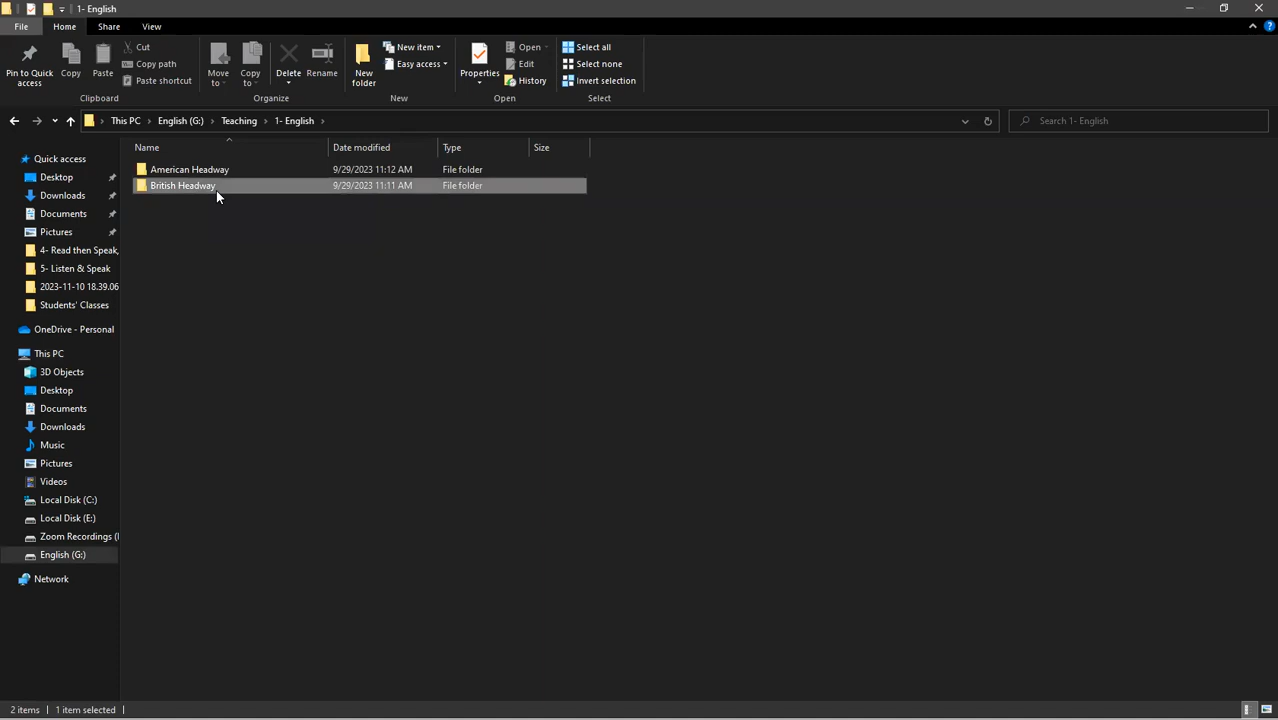 1- English
File Home Share View
Pin to Quick access
Copy
Paste
Cut
Copy path
Paste shortcut
Clipboard
Move to
Copy to
Delete
Rename
Organize
New folder
New item
Easy access
New
Properties
Open
Edit
History
Open
Select all
Select none
Invert selection
Select
This PC English (G:) Teaching 1- English
Search 1- English
Name Date modified Type Size
American Headway 9/29/2023 11:12 AM File folder
British Headway 9/29/2023 11:11 AM File folder
Quick access
Desktop
Downloads
Documents
Pictures
4- Read then Speak,
5- Listen & Speak
2023-11-10 18.39.06
Students' Classes
OneDrive - Personal
This PC
3D Objects
Desktop
Documents
Downloads
Music
Pictures
Videos
Local Disk (C:)
Local Disk (E:)
Zoom Recordings (
English (G:)
Network
2 items 1 item selected